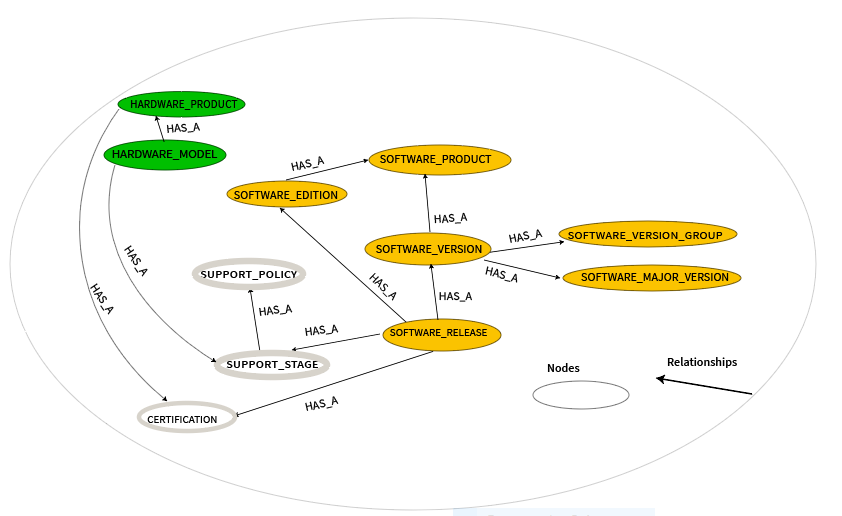 HARDWARE_PRODUCT
HAS_A
HARDWARE_MODEL
SOFTWARE_PRODUCT
HAS_A
SOFTWARE_EDITION
HAS_A
SOFTWARE_VERSION
HAS_A
SOFTWARE_VERSION_GROUP
HAS_A
SOFTWARE_MAJOR_VERSION
HAS_A
SUPPORT_POLICY
HAS_A
HAS_A
HAS_A
HAS_A
HAS_A
SOFTWARE_RELEASE
SUPPORT_STAGE
Nodes
Relationships
HAS_A
CERTIFICATION